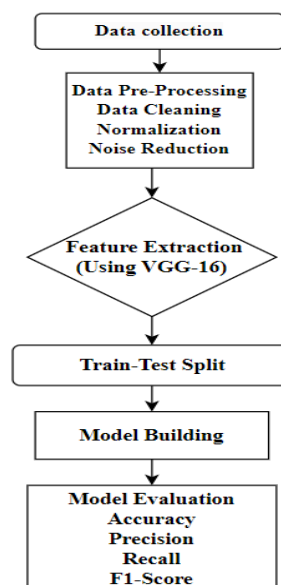 Data collection
Data Pre-Processing
Data Cleaning
Normalization
Noise Reduction
Feature Extraction
(Using VGG-16)
Train-Test Split
Model Building
Model Evaluation
Accuracy
Precision
Recall
F1-Score